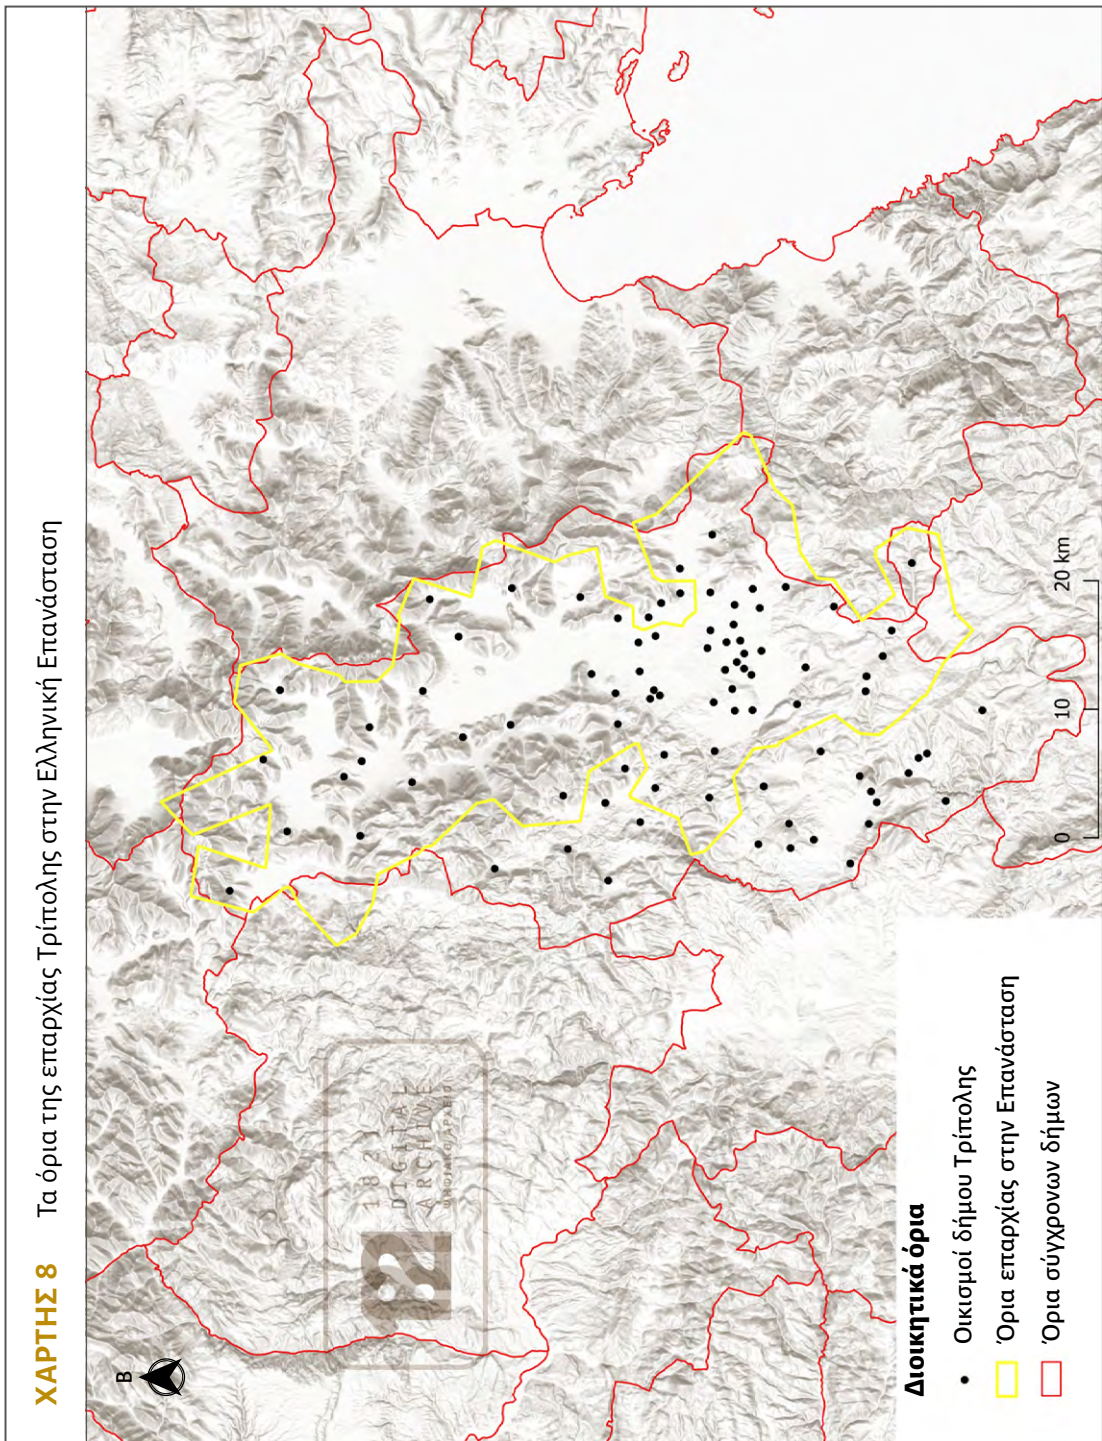 ΧΑΡΤΗΣ 8 Τα όρια της επαρχίας Τρίπολης στην Ελληνική Επανάσταση
Β
1821
DIGITAL
ARCHIVE
Διοικητικά όρια
Οικισμοί δήμου Τρίπολης
Όρια επαρχίας στην Επανάσταση
Όρια σύγχρονων δήμων
0 10 20 km